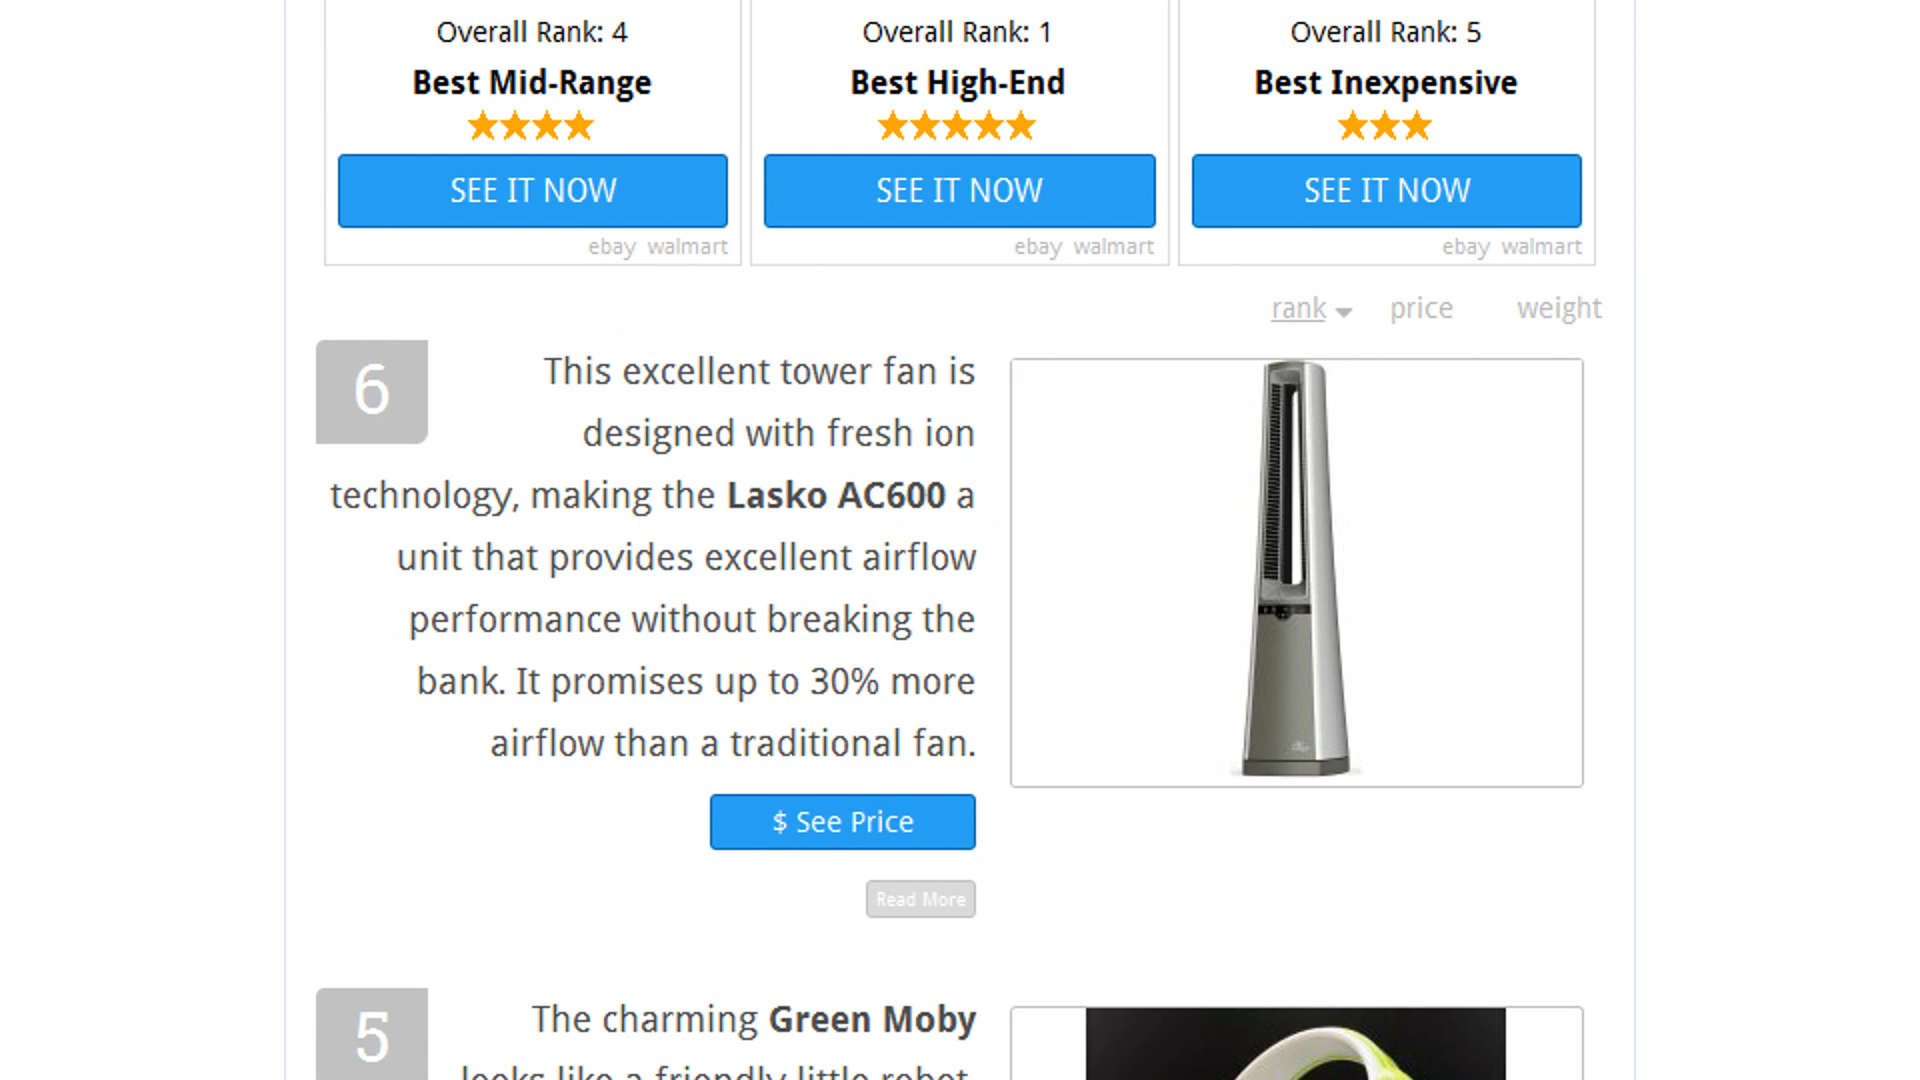 Overall Rank: 4
Best Mid-Range
SEE IT NOW
ebay walmart
Overall Rank: 1
Best High-End
SEE IT NOW
ebay walmart
Overall Rank: 5
Best Inexpensive
SEE IT NOW
ebay walmart
rank price weight
6
This excellent tower fan is
designed with fresh ion
technology, making the Lasko AC600 a
unit that provides excellent airflow
performance without breaking the
bank. It promises up to 30% more
airflow than a traditional fan.
$ See Price
Read More
5
The charming Green Moby
looks like a friendly little robot,